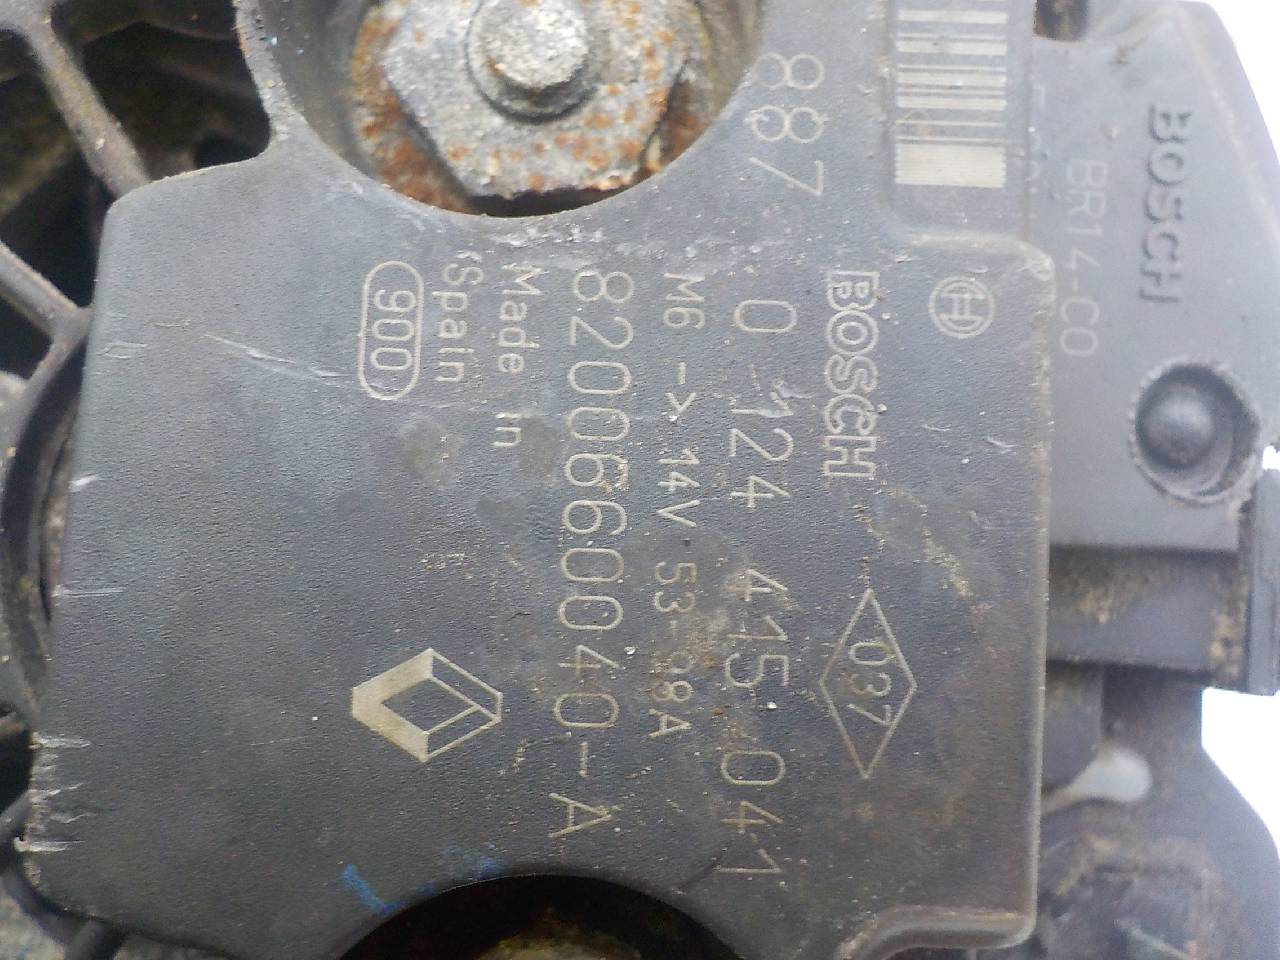 BOSCH
BR14-C0
887
BOSCH
037
0 124 415 041
M6 -> 14V 53-98A
8200660040-A
Made in
Spain
900